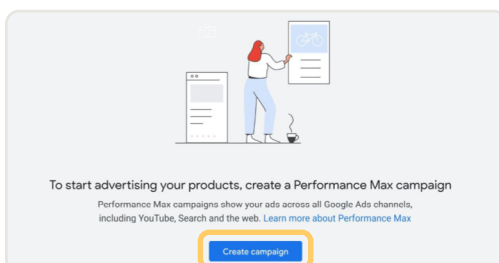 To start advertising your products, create a Performance Max campaign
Performance Max campaigns show your ads across all Google Ads channels,
including YouTube, Search and the web. Learn more about Performance Max
Create campaign